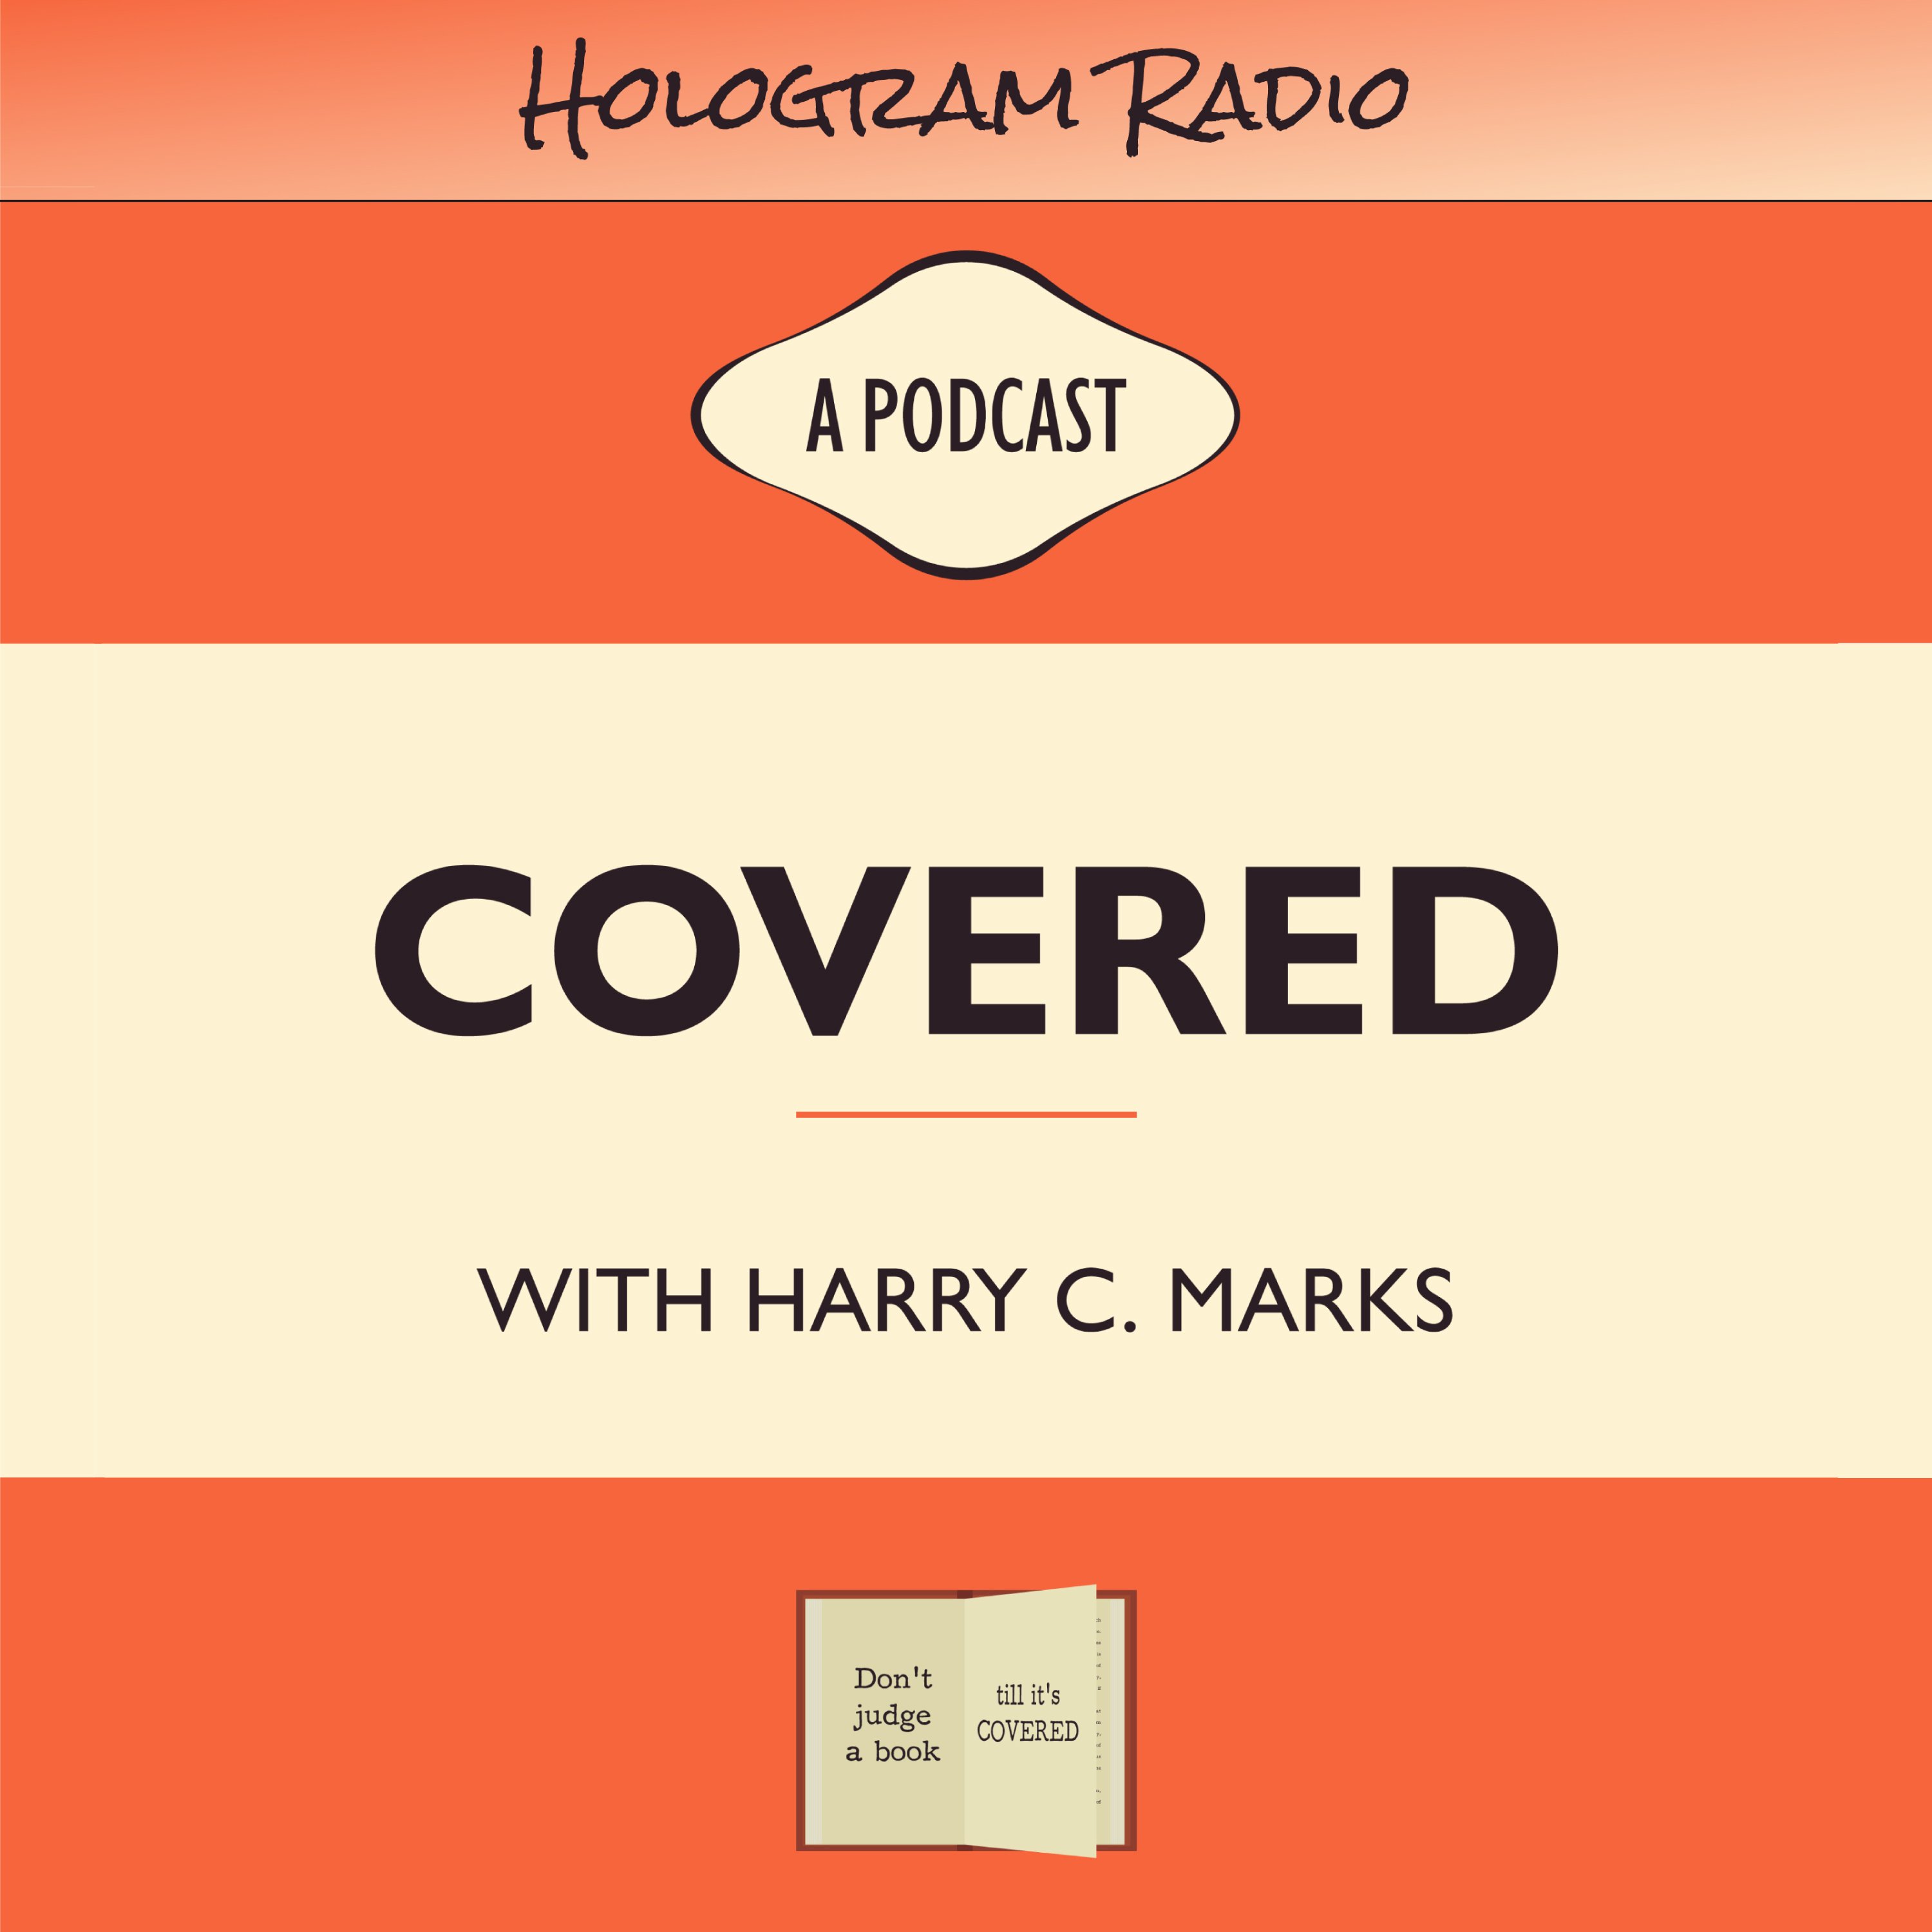 HOLOGRAM RADIO
A PODCAST
COVERED
WITH HARRY C. MARKS
Don't
judge
a book
till it's
COVERED